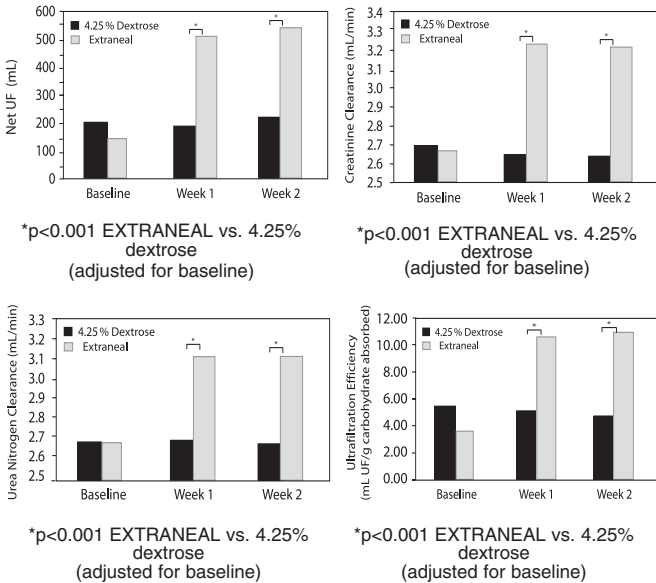 600
500
400
300
200
100
0
Net UF (mL)
4.25% Dextrose
Extraneal
*
*
Baseline
Week 1
Week 2
*p<0.001 EXTRANEAL vs. 4.25%
dextrose
(adjusted for baseline)
3.4
3.3
3.2
3.1
3.0
2.9
2.8
2.7
2.6
2.5
Creatinine Clearance (mL/min)
4.25% Dextrose
Extraneal
*
*
Baseline
Week 1
Week 2
*p<0.001 EXTRANEAL vs. 4.25%
dextrose
(adjusted for baseline)
3.3
3.2
3.1
3.0
2.9
2.8
2.7
2.6
2.5
Urea Nitrogen Clearance (mL/min)
4.25% Dextrose
Extraneal
*
*
Baseline
Week 1
Week 2
*p<0.001 EXTRANEAL vs. 4.25%
dextrose
(adjusted for baseline)
12.00
10.00
8.00
6.00
4.00
2.00
0.00
Ultrafiltration Efficiency
(mL UF/g carbohydrate absorbed)
4.25% Dextrose
Extraneal
*
*
Baseline
Week 1
Week 2
*p<0.001 EXTRANEAL vs. 4.25%
dextrose
(adjusted for baseline)